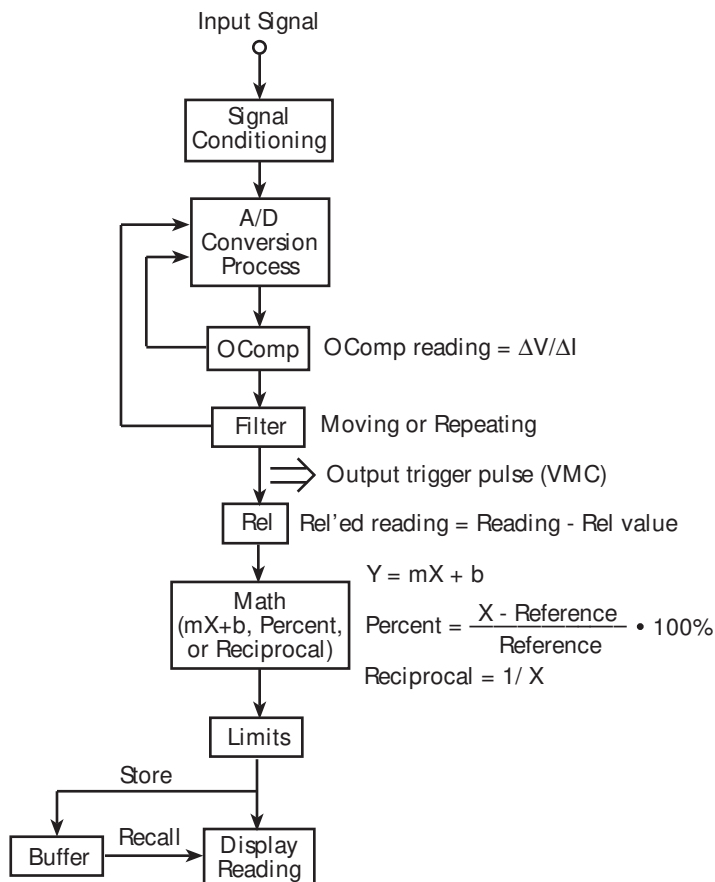 Input Signal
Signal
Conditioning
A/D
Conversion
Process
OComp
OComp reading = ΔV/ΔI
Filter
Moving or Repeating
Output trigger pulse (VMC)
Rel
Rel'ed reading = Reading - Rel value
Math
(mX+b, Percent,
or Reciprocal)
Y = mX + b
Percent = X - Reference / Reference • 100%
Reciprocal = 1/ X
Limits
Store
Buffer
Recall
Display
Reading